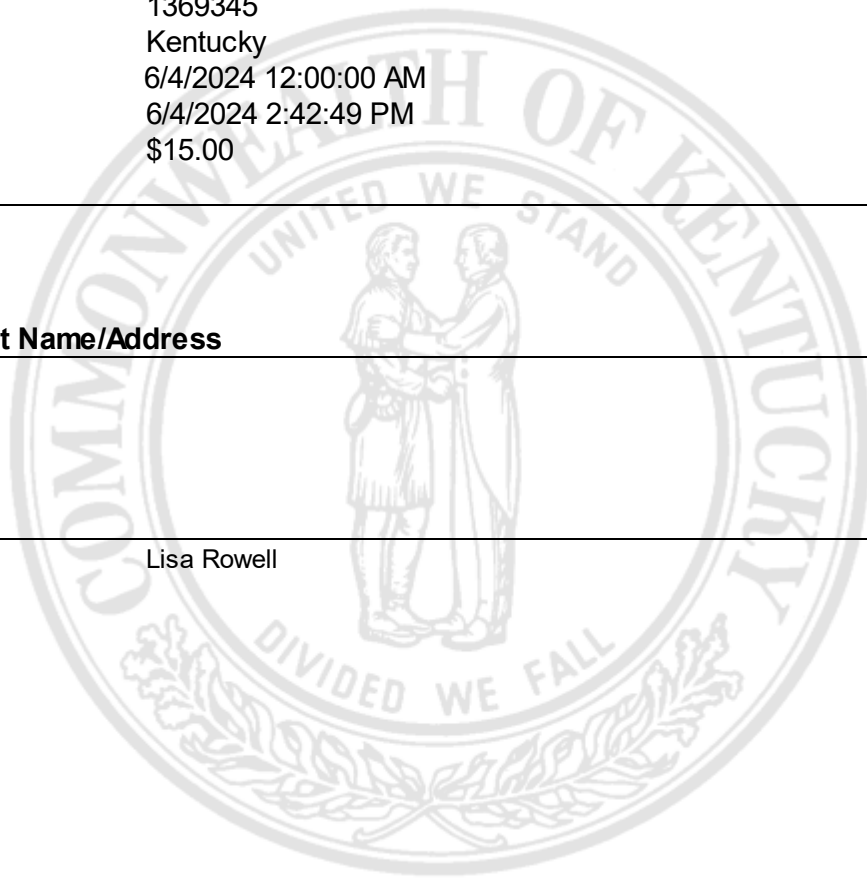 1369345
Kentucky
6/4/2024 12:00:00 AM
6/4/2024 2:42:49 PM
$15.00
t Name/Address
Lisa Rowell
COMMONWEALTH OF KENTUCKY
UNITED WE STAND
DIVIDED WE FALL